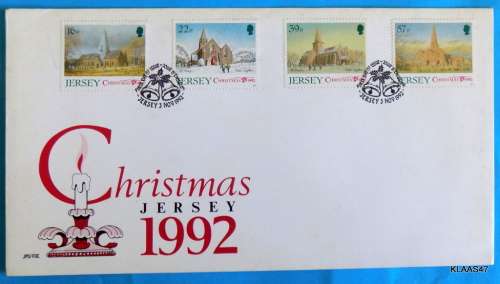 16p
22p
39p
57p
JERSEY CHRISTMAS 1992
JERSEY CHRISTMAS 1992
JERSEY CHRISTMAS 1992
JERSEY CHRISTMAS 1992
JERSEY 3 NOV 1992
JERSEY 3 NOV 1992
Christmas
JERSEY
1992
KLAAS47